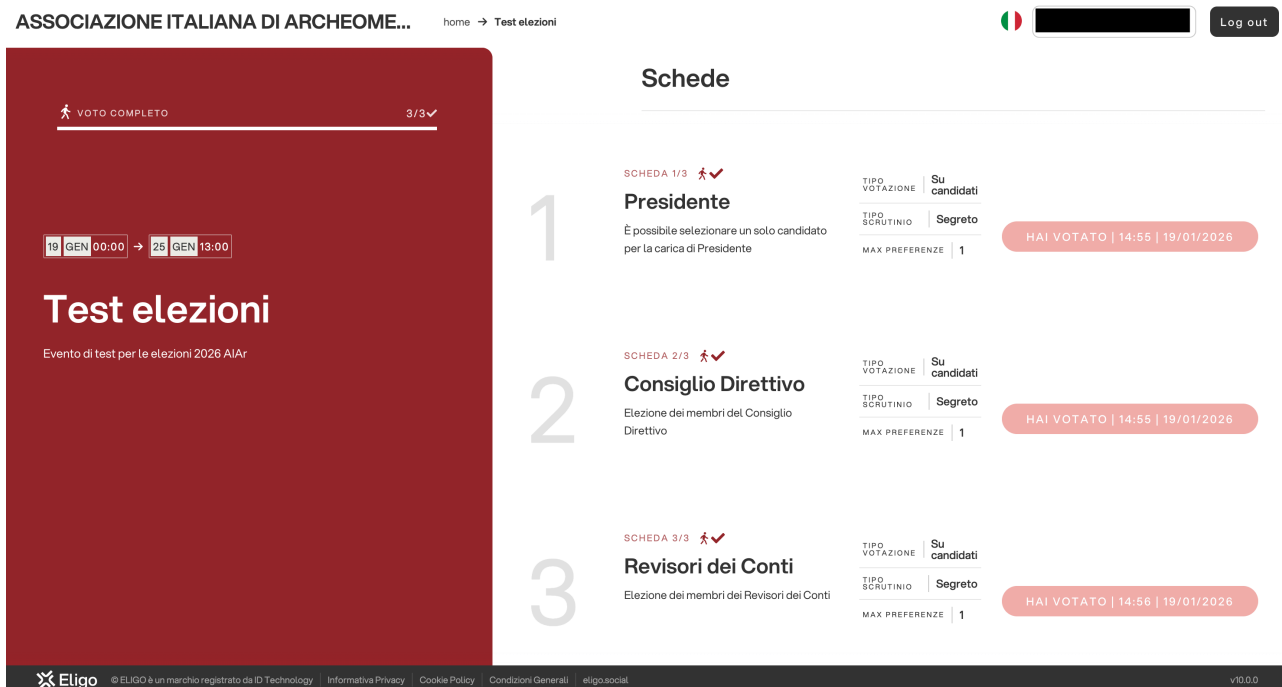 ASSOCIAZIONE ITALIANA DI ARCHEOME...
home → Test elezioni
Log out
VOTO COMPLETO 3/3
19 GEN 00:00 → 25 GEN 13:00
Test elezioni
Evento di test per le elezioni 2026 AIAr
Schede
1
SCHEDA 1/3
Presidente
È possibile selezionare un solo candidato
per la carica di Presidente
TIPO VOTAZIONE Su candidati
TIPO SCRUTINIO Segreto
MAX PREFERENZE 1
HAI VOTATO | 14:55 | 19/01/2026
2
SCHEDA 2/3
Consiglio Direttivo
Elezione dei membri del Consiglio
Direttivo
TIPO VOTAZIONE Su candidati
TIPO SCRUTINIO Segreto
MAX PREFERENZE 1
HAI VOTATO | 14:55 | 19/01/2026
3
SCHEDA 3/3
Revisori dei Conti
Elezione dei membri dei Revisori dei Conti
TIPO VOTAZIONE Su candidati
TIPO SCRUTINIO Segreto
MAX PREFERENZE 1
HAI VOTATO | 14:56 | 19/01/2026
Eligo © ELIGO è un marchio registrato da ID Technology | Informativa Privacy | Cookie Policy | Condizioni Generali | eligo.social v10.0.0